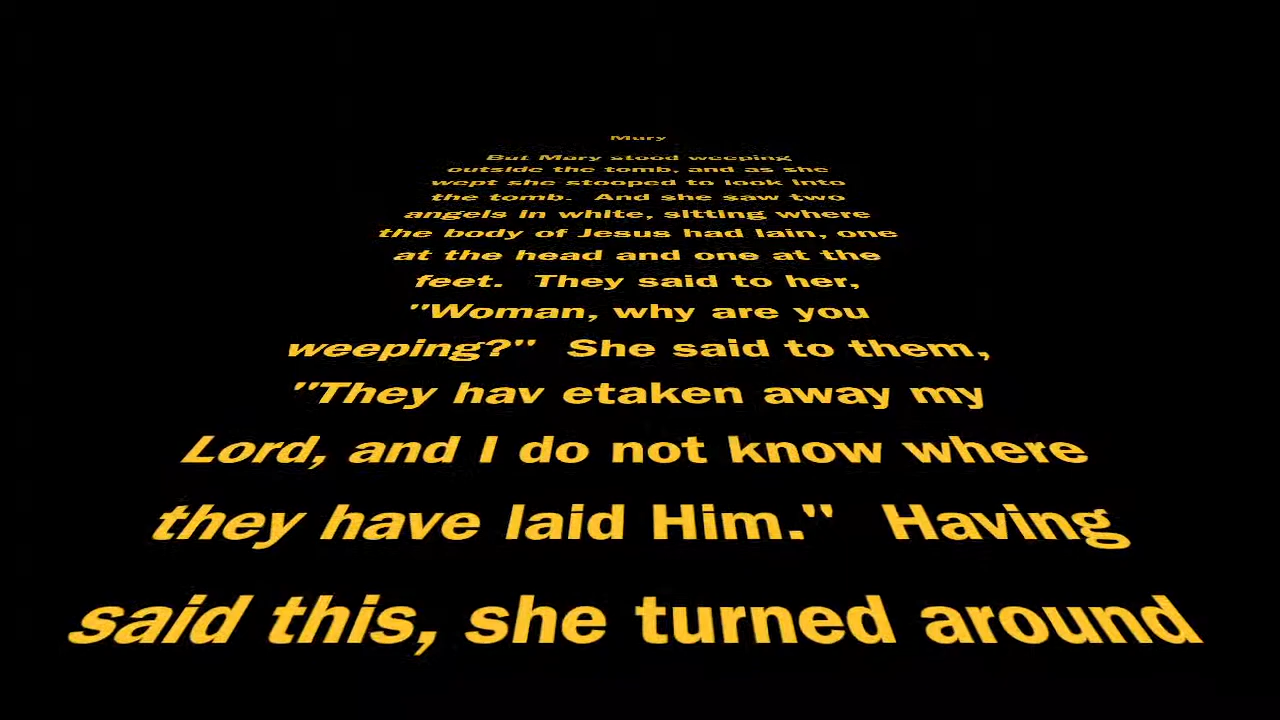 Mary
But Mary stood weeping
outside the tomb, and as she
wept she stooped to look into
the tomb.  And she saw two
angels in white, sitting where
the body of Jesus had lain, one
at the head and one at the
feet.  They said to her,
"Woman, why are you
weeping?"  She said to them,
"They hav etaken away my
Lord, and I do not know where
they have laid Him."  Having
said this, she turned around